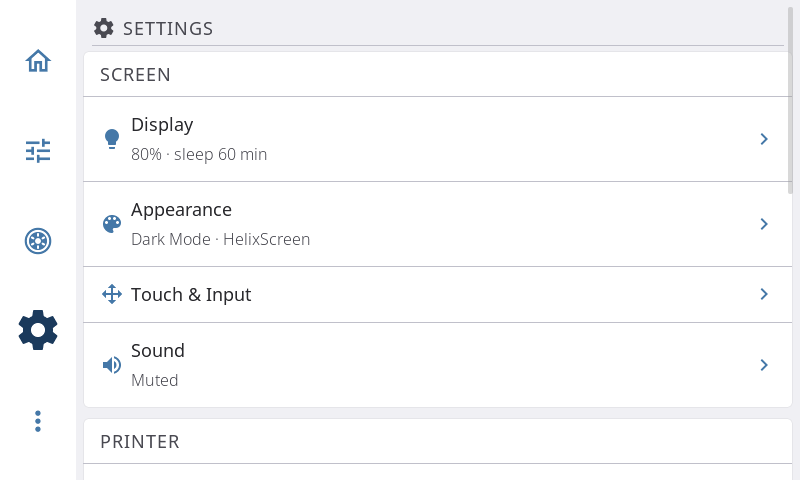 SETTINGS
SCREEN
Display
80% · sleep 60 min
Appearance
Dark Mode · HelixScreen
Touch & Input
Sound
Muted
PRINTER